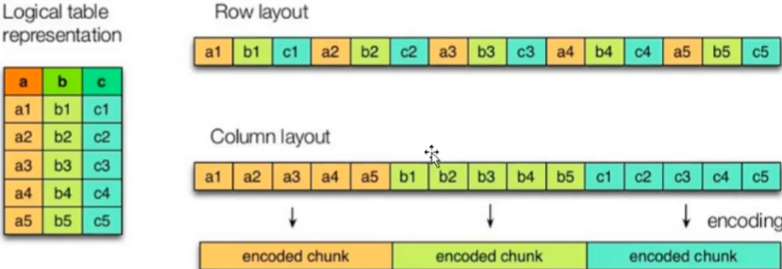 Logical table
representation
a b c
a1 b1 c1
a2 b2 c2
a3 b3 c3
a4 b4 c4
a5 b5 c5
Row layout
a1 b1 c1 a2 b2 c2 a3 b3 c3 a4 b4 c4 a5 b5 c5
Column layout
a1 a2 a3 a4 a5 b1 b2 b3 b4 b5 c1 c2 c3 c4 c5
encoding
encoded chunk encoded chunk encoded chunk